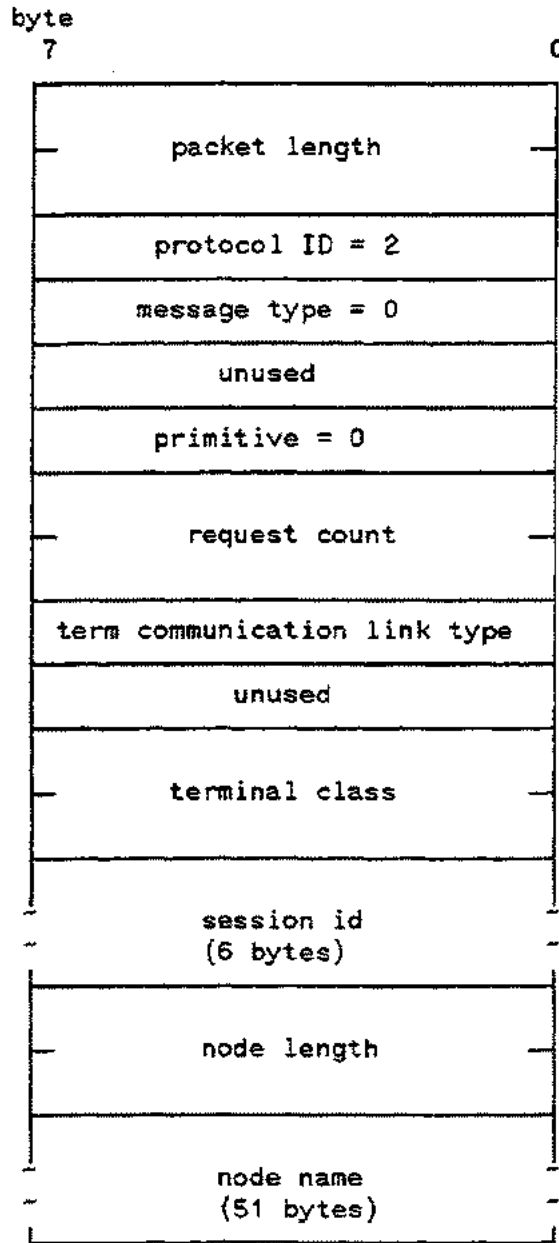 byte
7 0
packet length
protocol ID = 2
message type = 0
unused
primitive = 0
request count
term communication link type
unused
terminal class
session id
(6 bytes)
node length
node name
(51 bytes)